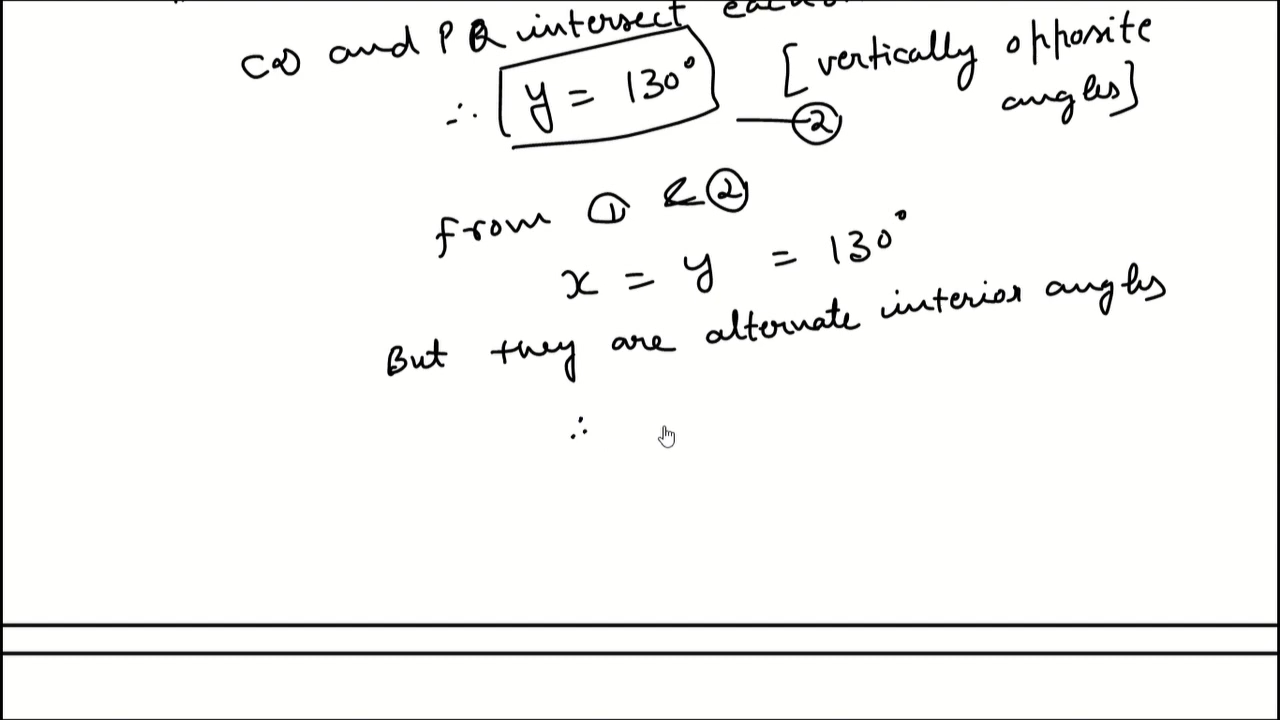 CD and PQ intersect
∴ y = 130° [vertically opposite
angles]
— ②
from ① & ②
x = y = 130°
But they are alternate interior angles
∴